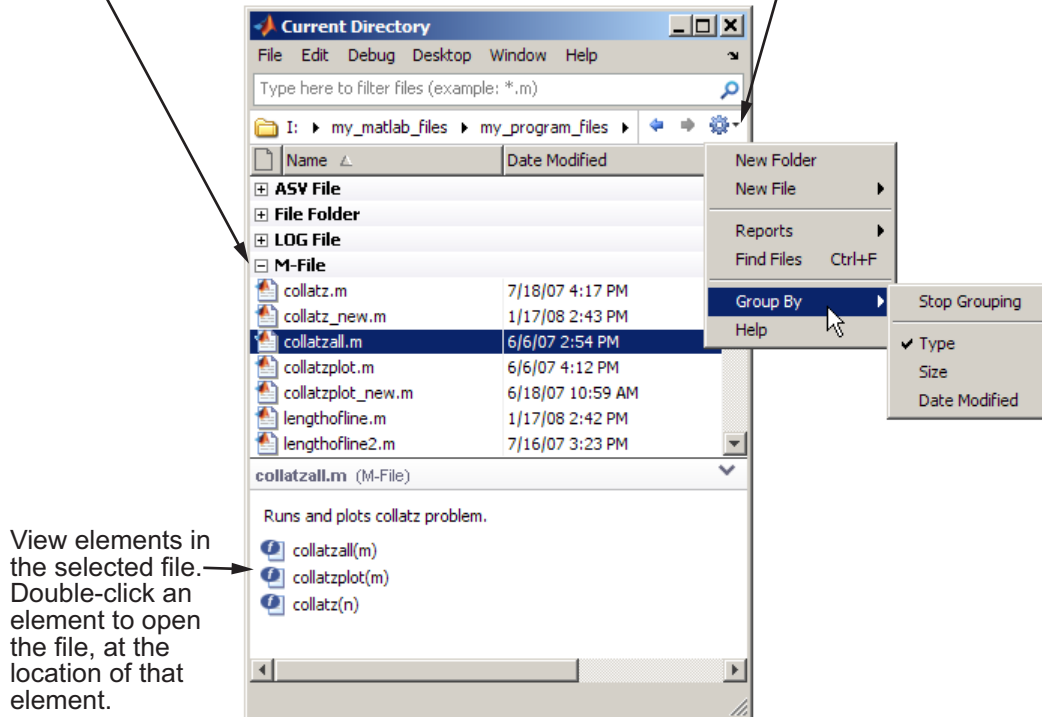 Current Directory
File Edit Debug Desktop Window Help
Type here to filter files (example: *.m)
I: my_matlab_files my_program_files
Name Date Modified
ASV File
File Folder
LOG File
M-File
collatz.m 7/18/07 4:17 PM
collatz_new.m 1/17/08 2:43 PM
collatzall.m 6/6/07 2:54 PM
collatzplot.m 6/6/07 4:12 PM
collatzplot_new.m 6/18/07 10:59 AM
lengthofline.m 1/17/08 2:42 PM
lengthofline2.m 7/16/07 3:23 PM
New Folder
New File
Reports
Find Files Ctrl+F
Group By
Help
Stop Grouping
Type
Size
Date Modified
collatzall.m (M-File)
Runs and plots collatz problem.
collatzall(m)
collatzplot(m)
collatz(n)
View elements in
the selected file.
Double-click an
element to open
the file, at the
location of that
element.